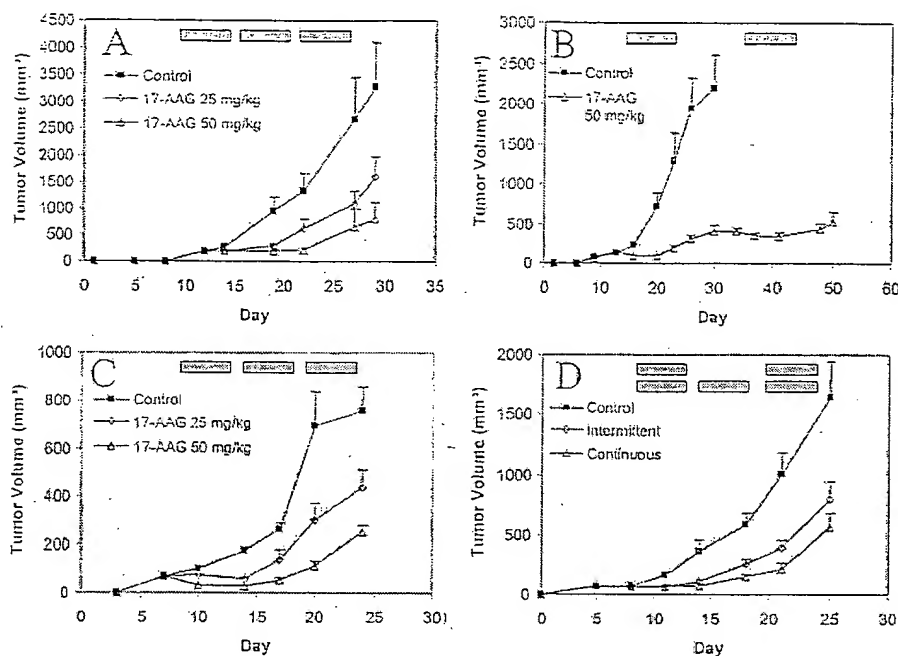 A
Tumor Volume (mm³)
4500
4000
3500
3000
2500
2000
1500
1000
500
0
Control
17-AAG 25 mg/kg
17-AAG 50 mg/kg
0 5 10 15 20 25 30 35
Day
B
Tumor Volume (mm³)
3000
2500
2000
1500
1000
500
0
Control
17-AAG
50 mg/kg
0 10 20 30 40 50 60
Day
C
Tumor Volume (mm³)
1000
800
600
400
200
0
Control
17-AAG 25 mg/kg
17-AAG 50 mg/kg
0 5 10 15 20 25 30
Day
D
Tumor Volume (mm³)
2000
1500
1000
500
0
Control
Intermittent
Continuous
0 5 10 15 20 25 30
Day